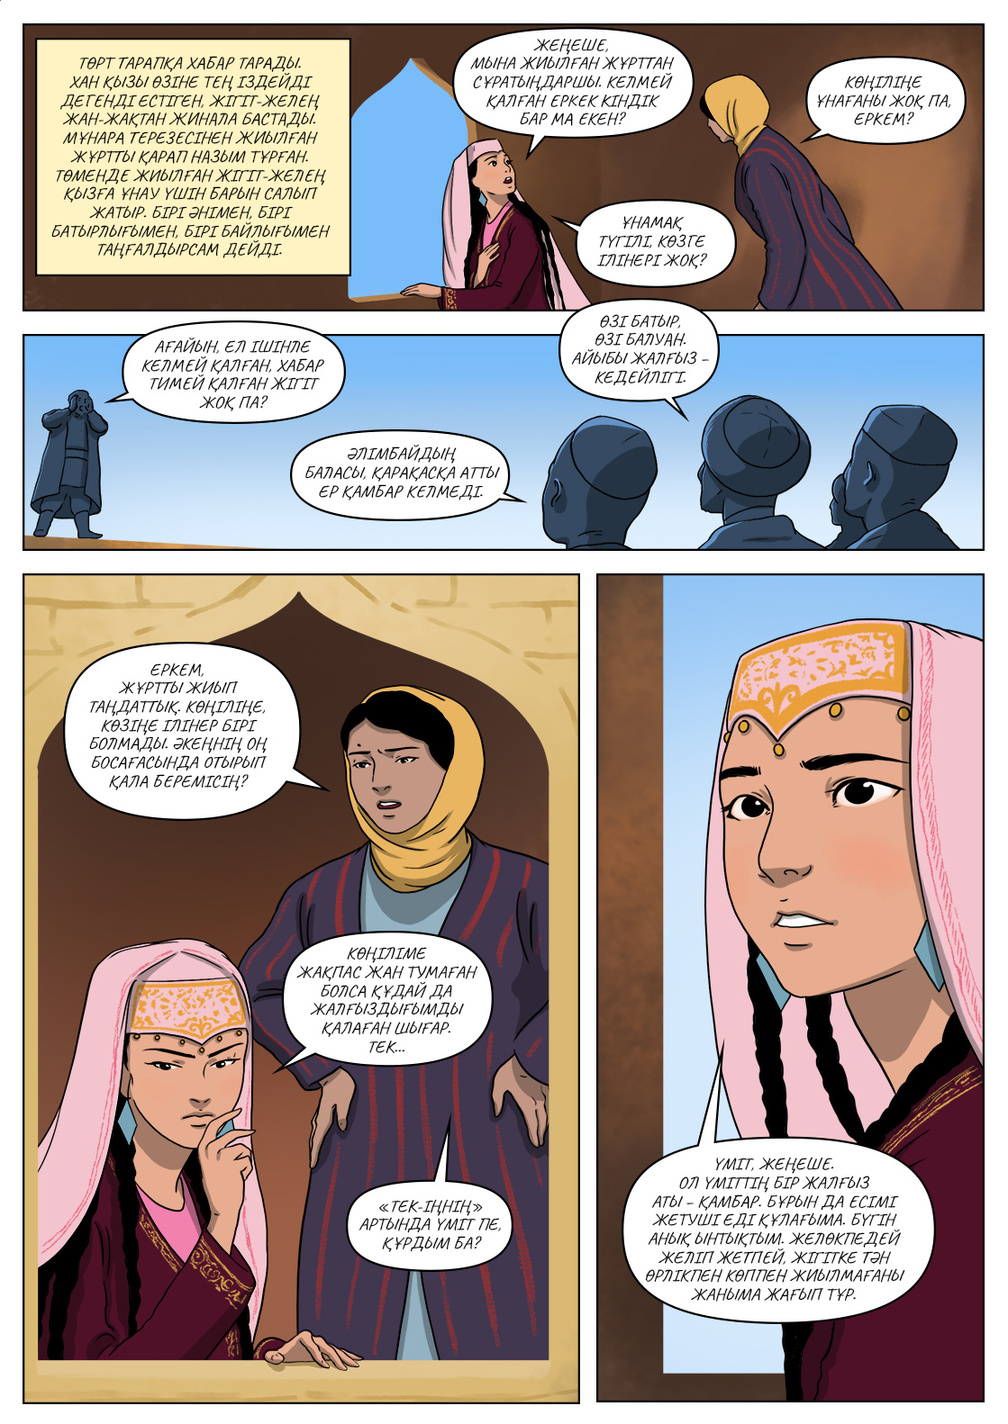 ТӨРТ ТАРАПҚА ХАБАР ТАРАДЫ.
ХАН ҚЫЗЫ ӨЗІНЕ ТЕҢ ІЗДЕЙДІ
ДЕГЕНДІ ЕСТІГЕН, ЖІГІТ-ЖЕЛЕҢ
ЖАН-ЖАҚТАН ЖИНАЛА БАСТАДЫ.
МҰНАРА ТЕРЕЗЕСІНЕН ЖИЫЛҒАН
ЖҰРТТЫ ҚАРАП НАЗЫМ ТҰРҒАН.
ТӨМЕНДЕ ЖИЫЛҒАН ЖІГІТ-ЖЕЛЕҢ
ҚЫЗҒА ҰНАУ ҮШІН БАРЫН САЛЫП
ЖАТЫР. БІРІ ӘНІМЕН, БІРІ
БАТЫРЛЫҒЫМЕН, БІРІ БАЙЛЫҒЫМЕН
ТАҢҒАЛДЫРСАМ ДЕЙДІ.
ЖЕҢЕШЕ,
МЫНА ЖИЫЛҒАН ЖҰРТТАН
СҰРАТЫҢДАРШЫ. КЕЛМЕЙ
ҚАЛҒАН ЕРКЕК КІНДІК
БАР МА ЕКЕН?
КӨҢІЛІҢЕ
ҰНАҒАНЫ ЖОҚ ПА,
ЕРКЕМ?
ҰНАМАҚ
ТҮГІЛІ, КӨЗГЕ
ІЛІНЕРІ ЖОҚ?
АҒАЙЫН, ЕЛ ІШІНЛЕ
КЕЛМЕЙ ҚАЛҒАН, ХАБАР
ТИМЕЙ ҚАЛҒАН ЖІГІТ
ЖОҚ ПА?
ӨЗІ БАТЫР,
ӨЗІ БАЛУАН.
АЙЫБЫ ЖАЛҒЫЗ –
КЕДЕЙЛІГІ.
ӘЛІМБАЙДЫҢ
БАЛАСЫ, ҚАРАҚАСҚА АТТЫ
ЕР ҚАМБАР КЕЛМЕДІ.
ЕРКЕМ,
ЖҰРТТЫ ЖИЫП
ТАҢДАТТЫҚ. КӨҢІЛІҢЕ,
КӨЗІҢЕ ІЛІНЕР БІРІ
БОЛМАДЫ. ӘКЕҢНІҢ ОҢ
БОСАҒАСЫНДА ОТЫРЫП
ҚАЛА БЕРЕМІСІҢ?
КӨҢІЛІМЕ
ЖАҚПАС ЖАН ТУМАҒАН
БОЛСА ҚҰДАЙ ДА
ЖАЛҒЫЗДЫҒЫМДЫ
ҚАЛАҒАН ШЫҒАР.
ТЕК...
«ТЕК-ІҢНІҢ»
АРТЫНДА ҮМІТ ПЕ,
ҚҰРДЫМ БА?
ҮМІТ, ЖЕҢЕШЕ.
ОЛ ҮМІТТІҢ БІР ЖАЛҒЫЗ
АТЫ – ҚАМБАР. БҰРЫН ДА ЕСІМІ
ЖЕТУШІ ЕДІ ҚҰЛАҒЫМА. БҮГІН
АНЫҚ ЫНТЫҚТЫМ. ЖЕЛӨКПЕДЕЙ
ЖЕЛІП ЖЕТПЕЙ, ЖІГІТКЕ ТӘН
ӨРЛІКПЕН КӨППЕН ЖИЫЛМАҒАНЫ
ЖАНЫМА ЖАҒЫП ТҰР.